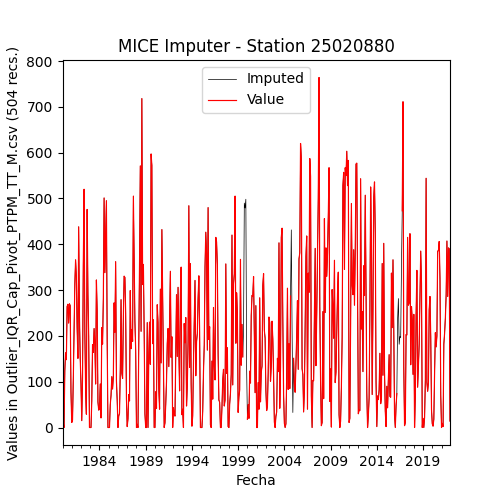 MICE Imputer - Station 25020880
Imputed
Value
Values in Outlier_IQR_Cap_Pivot_PTPM_TT_M.csv (504 recs.)
800
700
600
500
400
300
200
100
0
1984 1989 1994 1999 2004 2009 2014 2019
Fecha